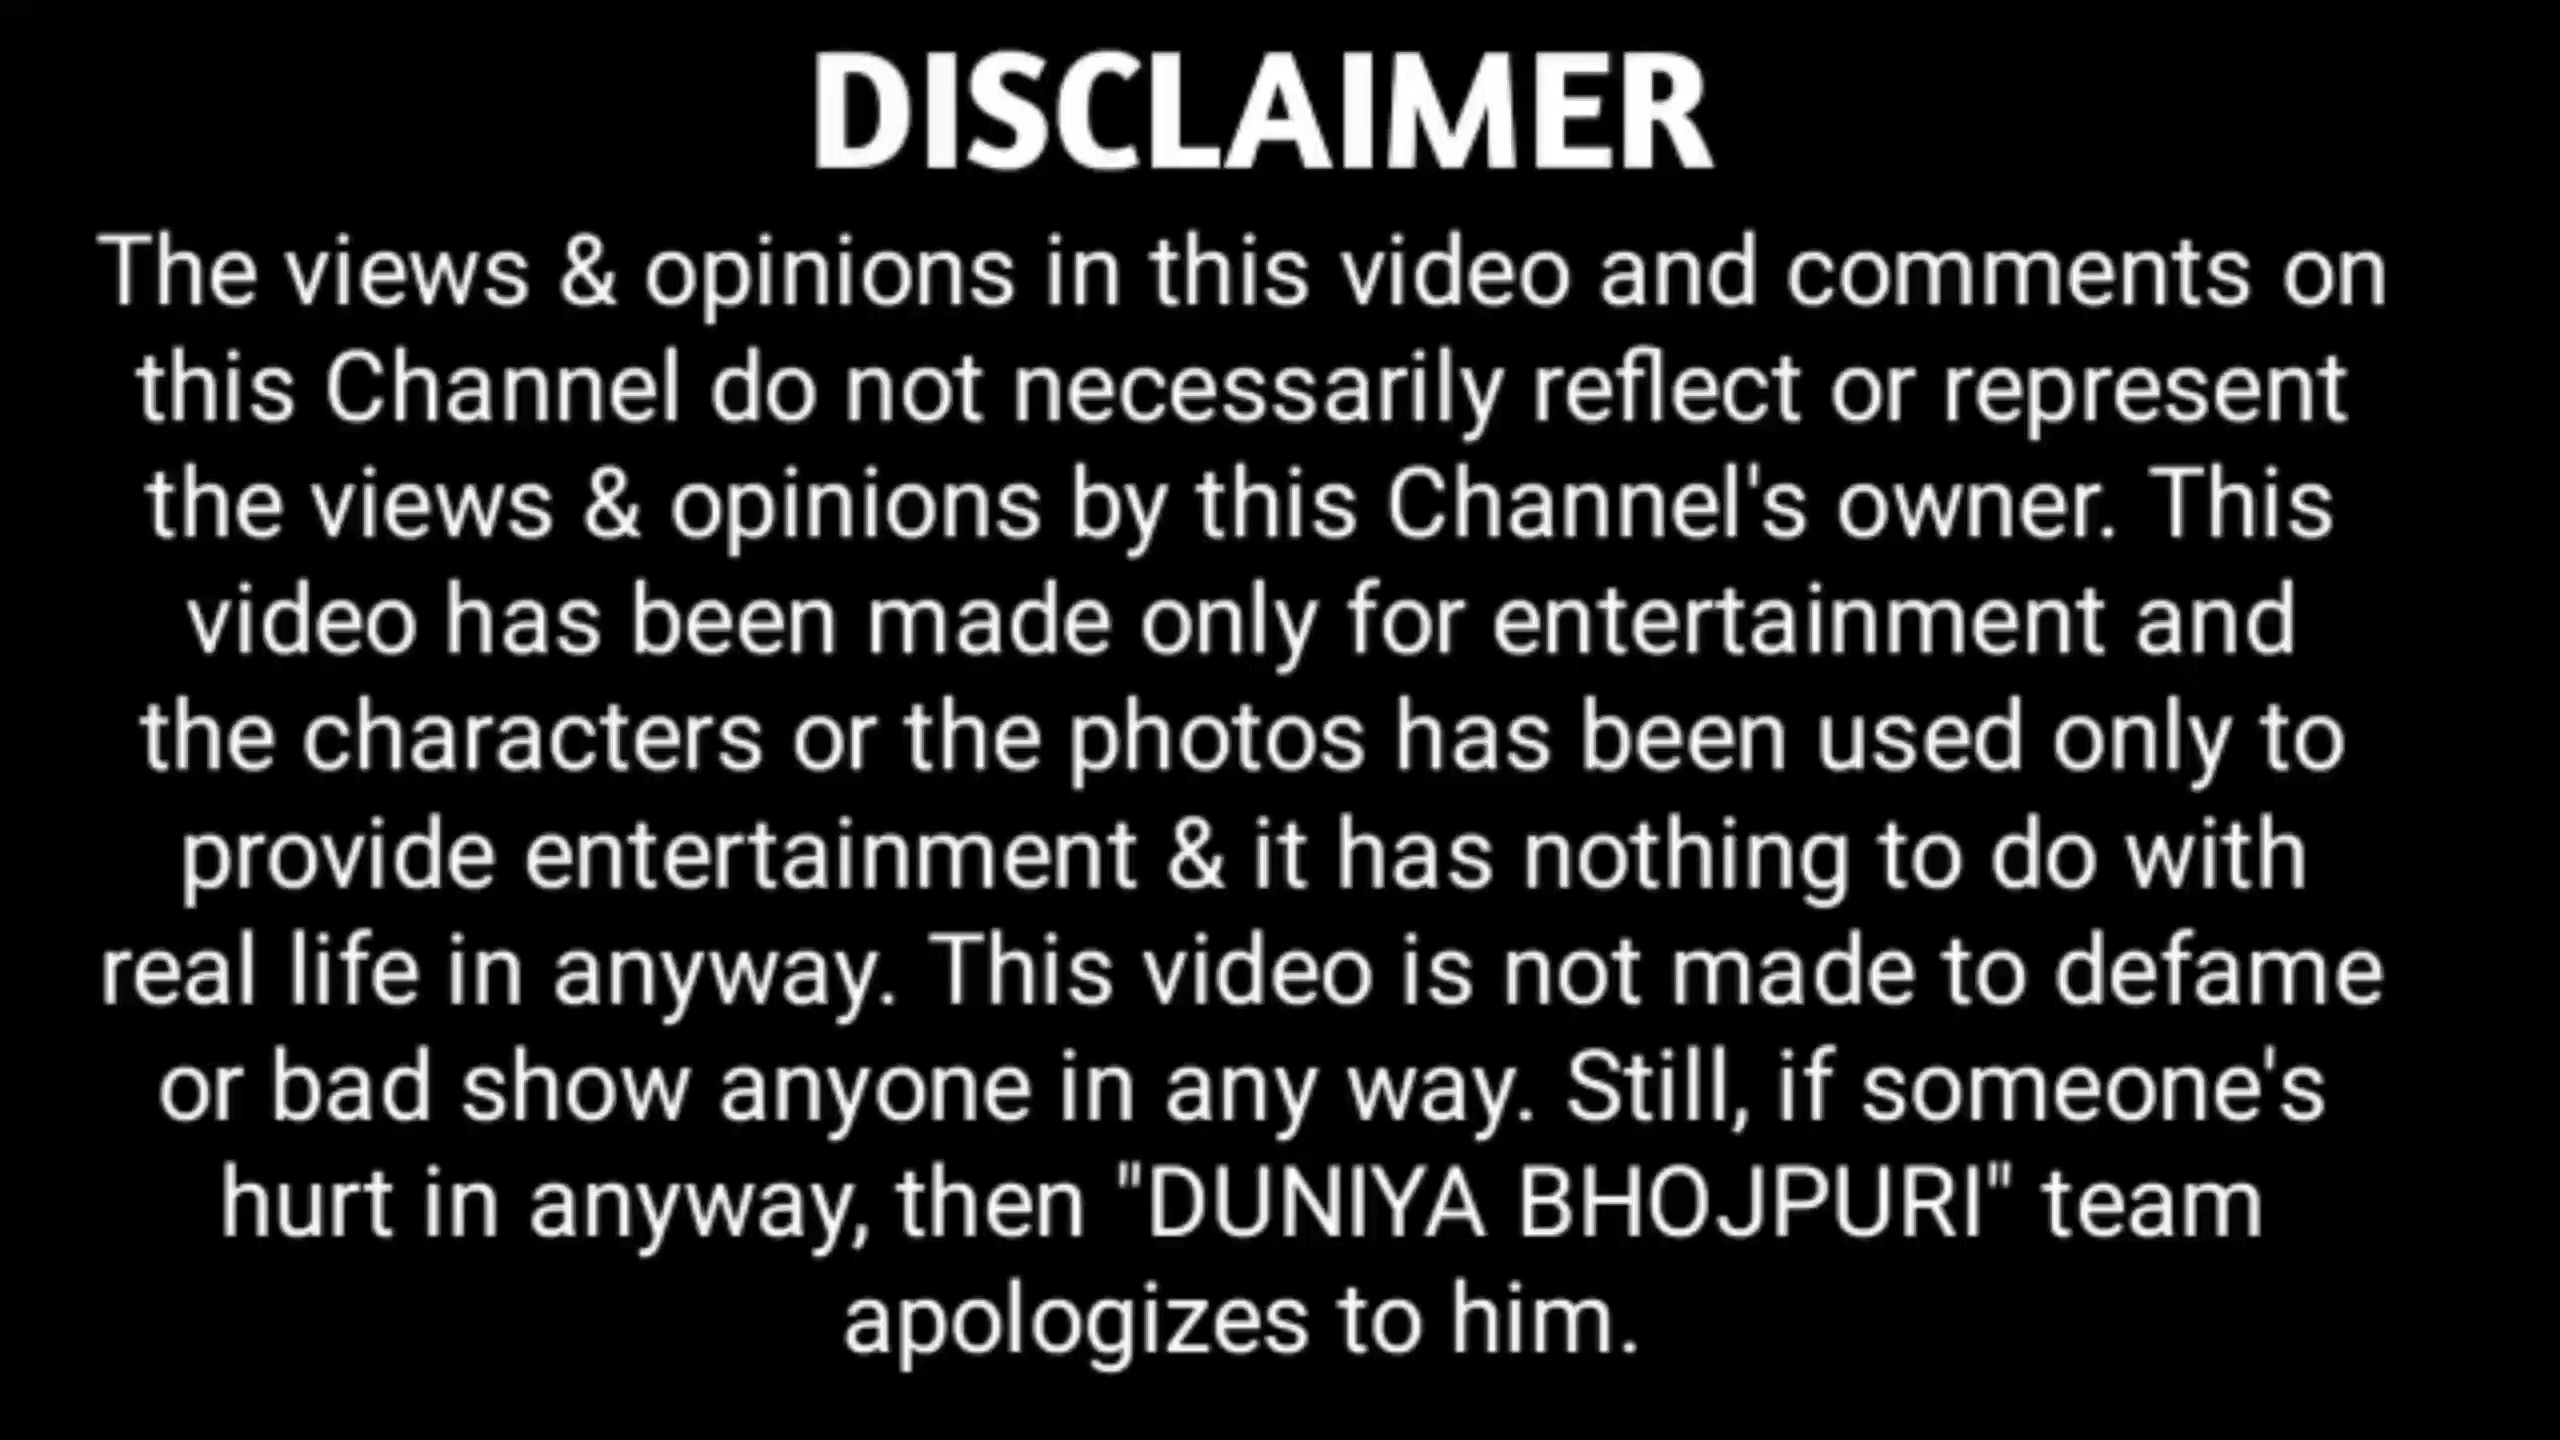 DISCLAIMER
The views & opinions in this video and comments on
this Channel do not necessarily reflect or represent
the views & opinions by this Channel's owner. This
video has been made only for entertainment and
the characters or the photos has been used only to
provide entertainment & it has nothing to do with
real life in anyway. This video is not made to defame
or bad show anyone in any way. Still, if someone's
hurt in anyway, then "DUNIYA BHOJPURI" team
apologizes to him.